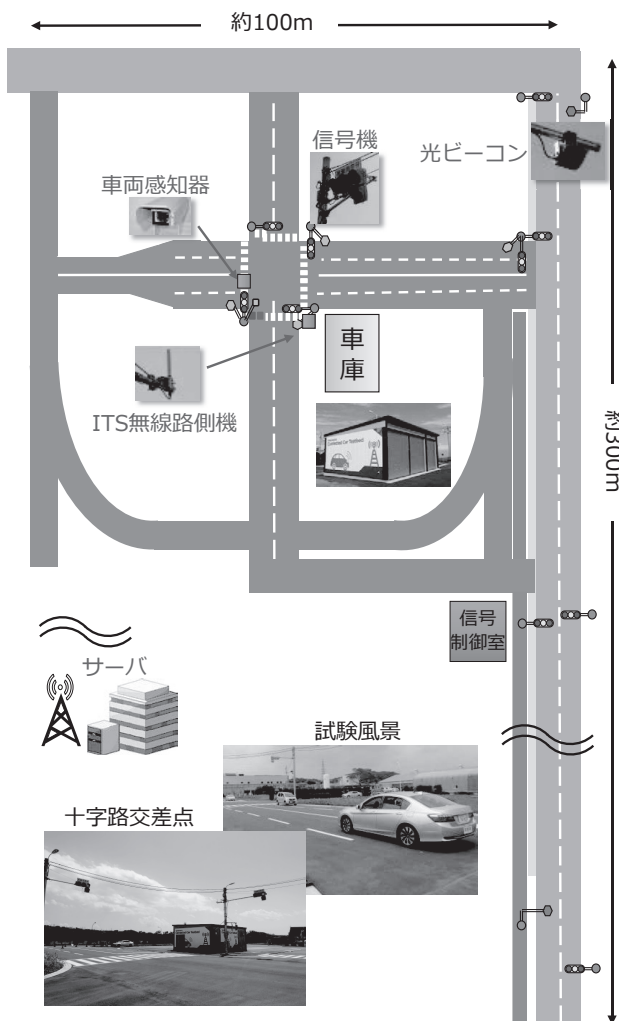 約100m
信号機
光ビーコン
車両感知器
車
庫
ITS無線路側機
約300m
信号
制御室
サーバ
試験風景
十字路交差点